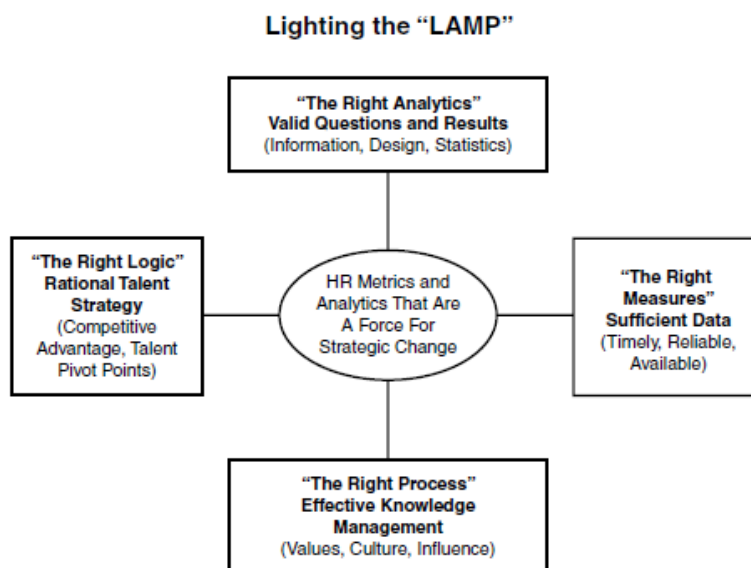 Lighting the “LAMP”
“The Right Analytics”
Valid Questions and Results
(Information, Design, Statistics)
“The Right Logic”
Rational Talent
Strategy
(Competitive
Advantage, Talent
Pivot Points)
HR Metrics and
Analytics That Are
A Force For
Strategic Change
“The Right
Measures”
Sufficient Data
(Timely, Reliable,
Available)
“The Right Process”
Effective Knowledge
Management
(Values, Culture, Influence)